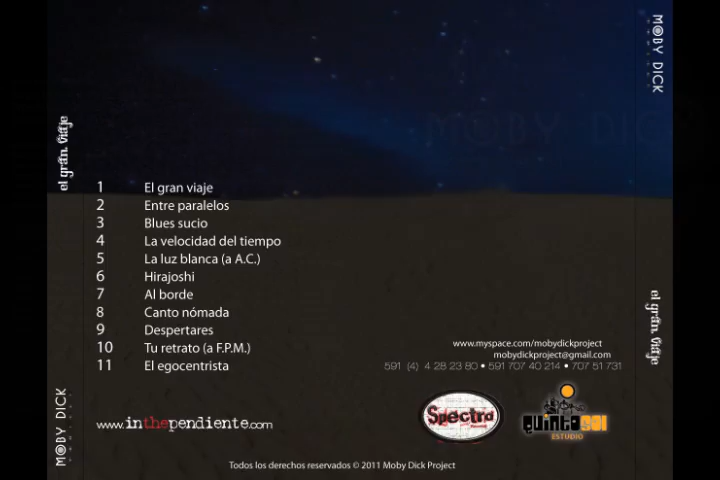 MOBY DICK
el gran viaje
MOBY DICK
1 El gran viaje
2 Entre paralelos
3 Blues sucio
4 La velocidad del tiempo
5 La luz blanca (a A.C.)
6 Hirajoshi
7 Al borde
8 Canto nómada
9 Despertares
10 Tu retrato (a F.P.M.)
11 El egocentrista
el gran viaje
www.myspace.com/mobydickproject
mobydickproject@gmail.com
591 (4) 4 28 23 80 • 591 707 40 214 • 707 51 731
MOBY DICK
www.inthependiente.com
Spectro
quintosol
ESTUDIO
Todos los derechos reservados © 2011 Moby Dick Project